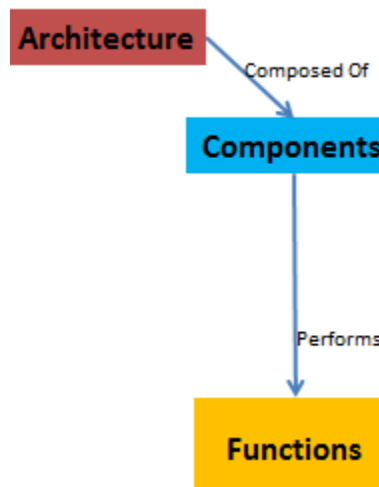 Architecture
Composed Of
Components
Performs
Functions